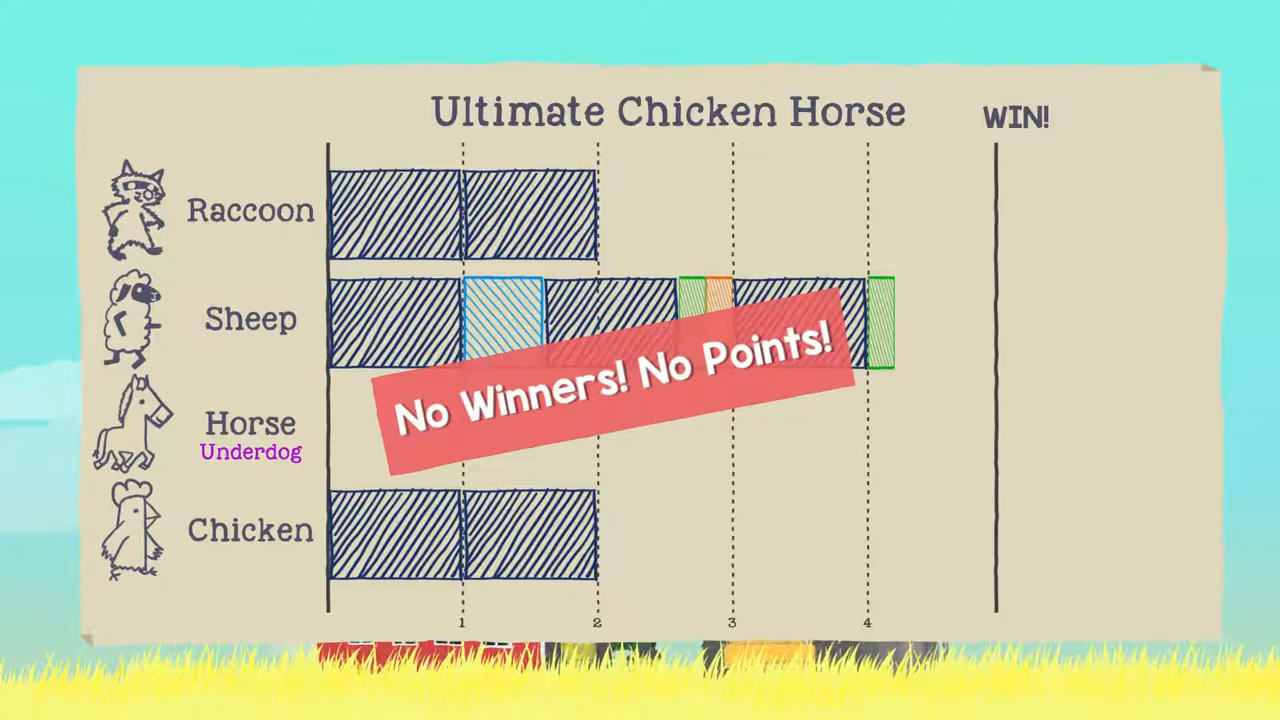 Ultimate Chicken Horse
WIN!
Raccoon
Sheep
No Winners! No Points!
Horse
Underdog
Chicken
1 2 3 4